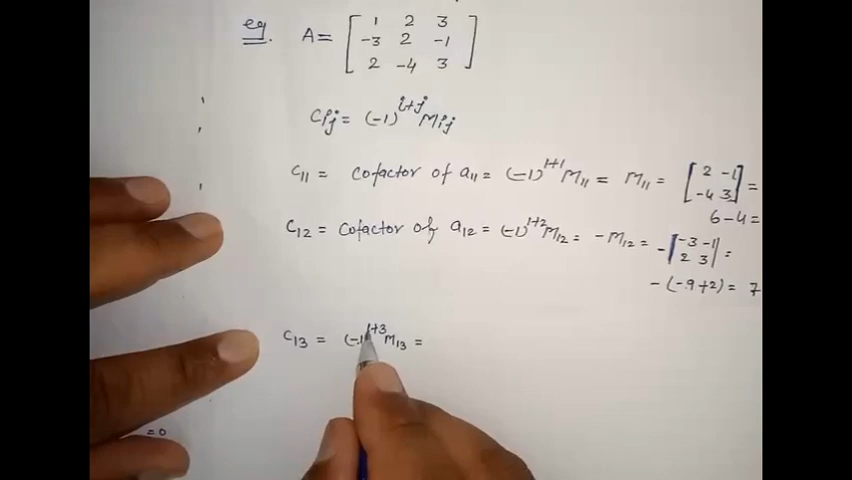 eg. A = [ 1 2 3
-3 2 -1
2 -4 3 ]
Cij = (-1)^i+j Mij
C11 = Cofactor of a11 = (-1)^1+1 M11 = M11 = [ 2 -1
-4 3 ] =
6-4 =
C12 = Cofactor of a12 = (-1)^1+2 M12 = - M12 = - | -3 -1
2 3 | =
- (-9+2) = 7
C13 = (-1)^1+3 M13 =
=0